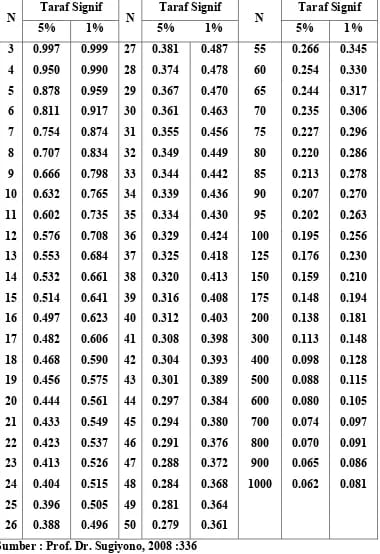 N Taraf Signif N Taraf Signif N Taraf Signif
5% 1% 5% 1% 5% 1%
3 0.997 0.999 27 0.381 0.487 55 0.266 0.345
4 0.950 0.990 28 0.374 0.478 60 0.254 0.330
5 0.878 0.959 29 0.367 0.470 65 0.244 0.317
6 0.811 0.917 30 0.361 0.463 70 0.235 0.306
7 0.754 0.874 31 0.355 0.456 75 0.227 0.296
8 0.707 0.834 32 0.349 0.449 80 0.220 0.286
9 0.666 0.798 33 0.344 0.442 85 0.213 0.278
10 0.632 0.765 34 0.339 0.436 90 0.207 0.270
11 0.602 0.735 35 0.334 0.430 95 0.202 0.263
12 0.576 0.708 36 0.329 0.424 100 0.195 0.256
13 0.553 0.684 37 0.325 0.418 125 0.176 0.230
14 0.532 0.661 38 0.320 0.413 150 0.159 0.210
15 0.514 0.641 39 0.316 0.408 175 0.148 0.194
16 0.497 0.623 40 0.312 0.403 200 0.138 0.181
17 0.482 0.606 41 0.308 0.398 300 0.113 0.148
18 0.468 0.590 42 0.304 0.393 400 0.098 0.128
19 0.456 0.575 43 0.301 0.389 500 0.088 0.115
20 0.444 0.561 44 0.297 0.384 600 0.080 0.105
21 0.433 0.549 45 0.294 0.380 700 0.074 0.097
22 0.423 0.537 46 0.291 0.376 800 0.070 0.091
23 0.413 0.526 47 0.288 0.372 900 0.065 0.086
24 0.404 0.515 48 0.284 0.368 1000 0.062 0.081
25 0.396 0.505 49 0.281 0.364
26 0.388 0.496 50 0.279 0.361
Sumber : Prof. Dr. Sugiyono, 2008 :336